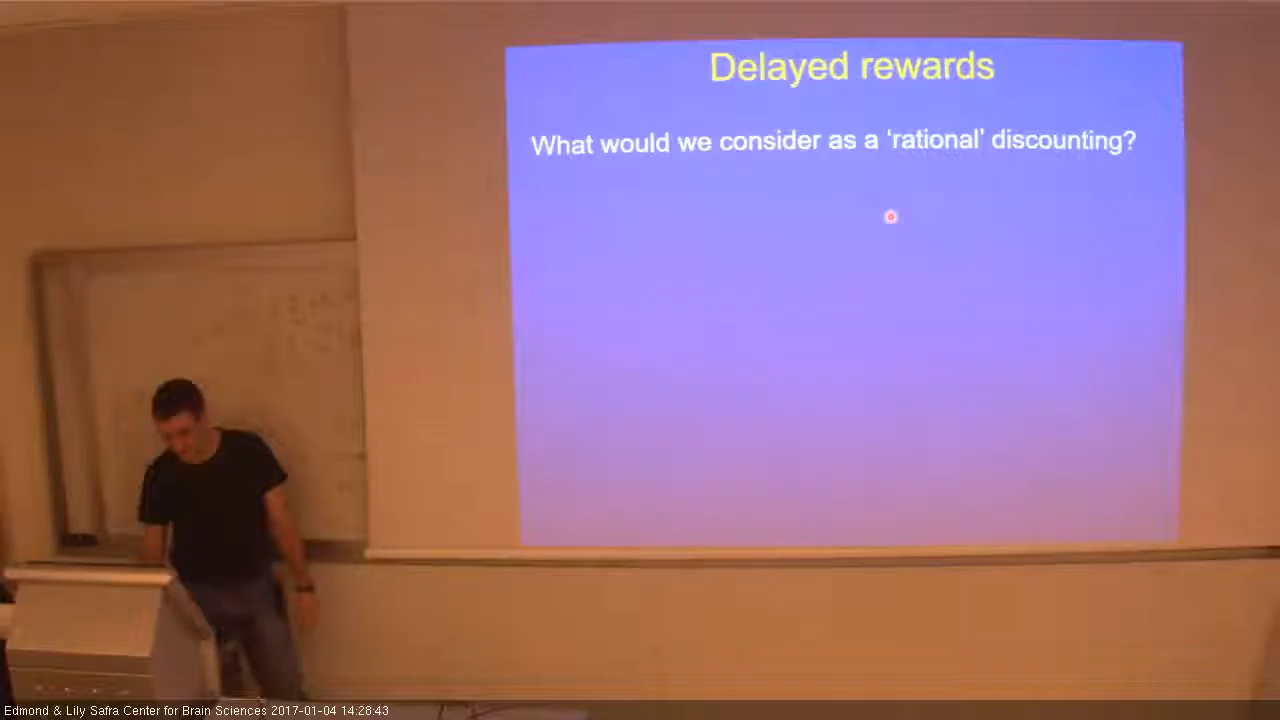 Delayed rewards
What would we consider as a ‘rational’ discounting?
Edmond & Lily Safra Center for Brain Sciences 2017-01-04 14:28:43